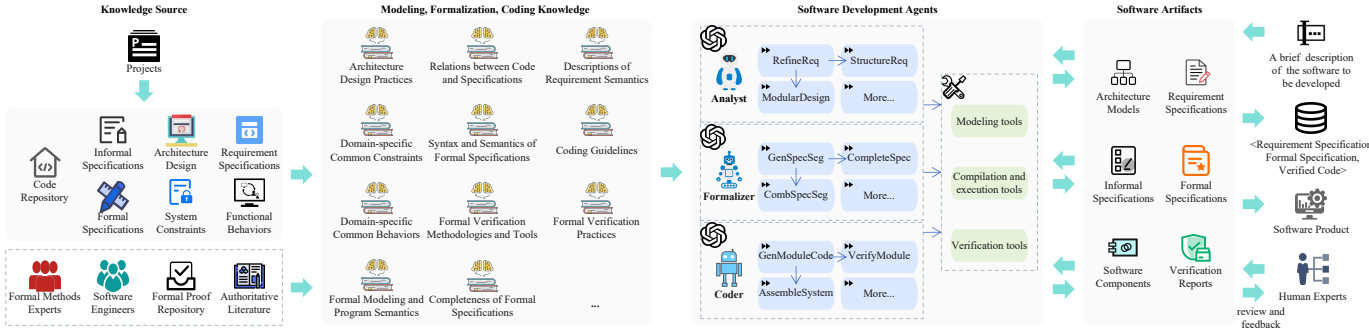 Knowledge Source
Projects
Code
Repository
Informal
Specifications
Architecture
Design
Requirement
Specifications
Formal
Specifications
System
Constraints
Functional
Behaviors
Formal Methods
Experts
Software
Engineers
Formal Proof
Repository
Authoritative
Literature
Modeling, Formalization, Coding Knowledge
Architecture
Design Practices
Relations between Code
and Specifications
Descriptions of
Requirement Semantics
Domain-specific
Common Constraints
Syntax and Semantics of
Formal Specifications
Coding Guidelines
Domain-specific
Common Behaviors
Formal Verification
Methodologies and Tools
Formal Verification
Practices
Formal Modeling and
Program Semantics
Completeness of Formal
Specifications
...
Software Development Agents
Analyst
RefineReq
StructureReq
ModularDesign
More...
Formalizer
GenSpecSeg
CompleteSpec
CombSpecSeg
More...
Coder
GenModuleCode
VerifyModule
AssembleSystem
More...
Modeling tools
Compilation and
execution tools
Verification tools
Software Artifacts
Architecture
Models
Requirement
Specifications
Informal
Specifications
Formal
Specifications
Software
Components
Verification
Reports
A brief description
of the software to
be developed
<Requirement Specification
Formal Specification,
Verified Code>
Software Product
Human Experts
review and
feedback